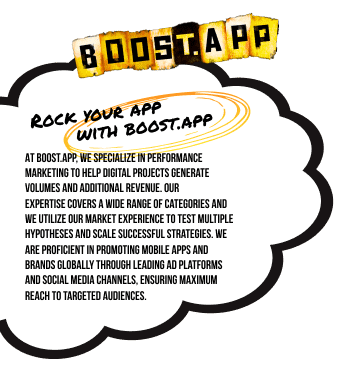 BOOST.APP
ROCK YOUR APP
WITH BOOST.APP
AT BOOST.APP, WE SPECIALIZE IN PERFORMANCE
MARKETING TO HELP DIGITAL PROJECTS GENERATE
VOLUMES AND ADDITIONAL REVENUE. OUR
EXPERTISE COVERS A WIDE RANGE OF CATEGORIES AND
WE UTILIZE OUR MARKET EXPERIENCE TO TEST MULTIPLE
HYPOTHESES AND SCALE SUCCESSFUL STRATEGIES. WE
ARE PROFICIENT IN PROMOTING MOBILE APPS AND
BRANDS GLOBALLY THROUGH LEADING AD PLATFORMS
AND SOCIAL MEDIA CHANNELS, ENSURING MAXIMUM
REACH TO TARGETED AUDIENCES.